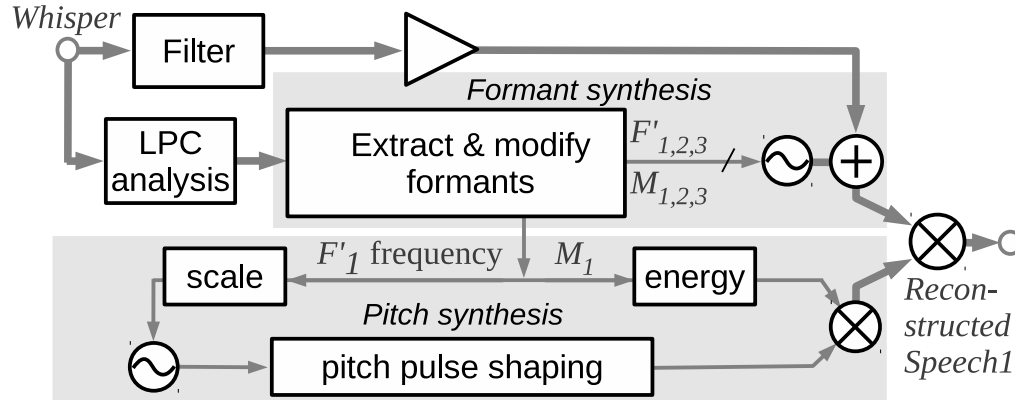 Whisper
Filter
Formant synthesis
LPC
analysis
Extract & modify
formants
F'1,2,3
M1,2,3
F'1 frequency
M1
scale
energy
Pitch synthesis
pitch pulse shaping
Recon-
structed
Speech1